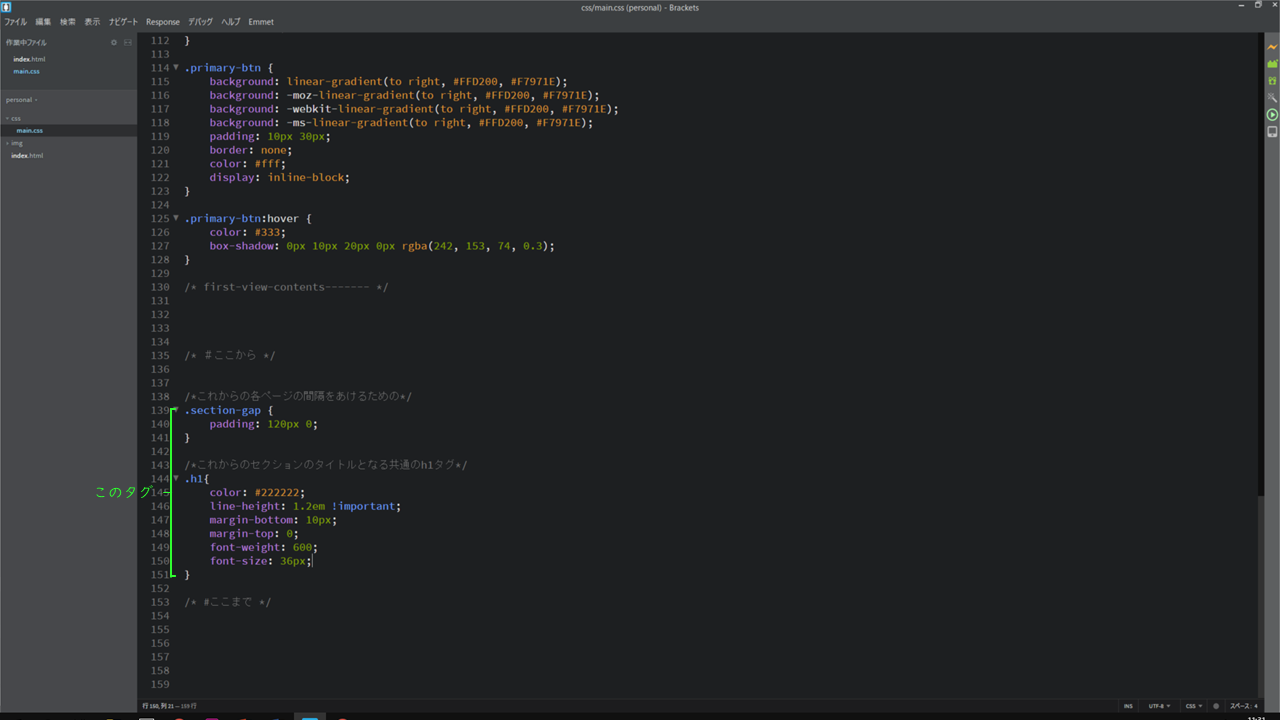 css/main.css (personal) - Brackets
ファイル 編集 検索 表示 ナビゲート Response デバッグ ヘルプ Emmet
作業中ファイル
index.html
main.css
personal
css
main.css
img
index.html
112 }
113
114 .primary-btn {
115 background: linear-gradient(to right, #FFD200, #F7971E);
116 background: -moz-linear-gradient(to right, #FFD200, #F7971E);
117 background: -webkit-linear-gradient(to right, #FFD200, #F7971E);
118 background: -ms-linear-gradient(to right, #FFD200, #F7971E);
119 padding: 10px 30px;
120 border: none;
121 color: #fff;
122 display: inline-block;
123 }
124
125 .primary-btn:hover {
126 color: #333;
127 box-shadow: 0px 10px 20px 0px rgba(242, 153, 74, 0.3);
128 }
129
130 /* first-view-contents------- */
131
132
133
134
135 /* #ここから */
136
137
138 /*これからの各ページの間隔をあけるための*/
139 .section-gap {
140 padding: 120px 0;
141 }
142
143 /*これからのセクションのタイトルとなる共通のh1タグ*/
144 .h1{
このタグ
145 color: #222222;
146 line-height: 1.2em !important;
147 margin-bottom: 10px;
148 margin-top: 0;
149 font-weight: 600;
150 font-size: 36px;
151 }
152
153 /* #ここまで */
154
155
156
157
158
159
INS UTF-8 CSS スペース: 4